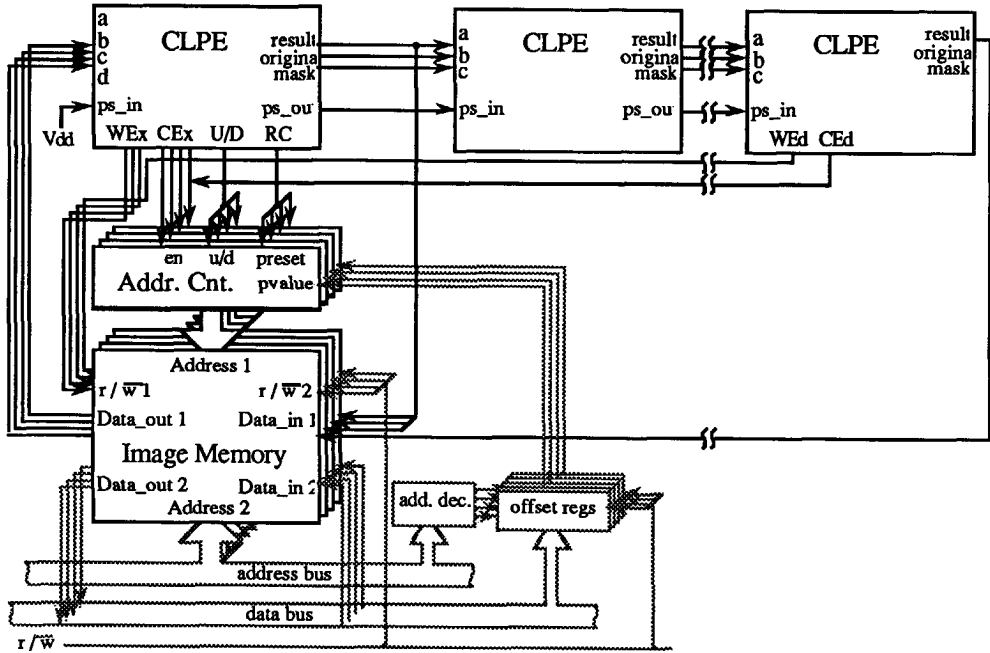 a
b
c
d
CLPE
result
origina
mask
ps_in
ps_out
Vdd
WEx CEx U/D RC
a
b
c
CLPE
result
origina
mask
ps_in
ps_out
a
b
c
CLPE
result
origina
mask
ps_in
WEd CEd
en u/d preset
Addr. Cnt. pvalue
Address 1
r / w 1 r / w 2
Data_out 1 Data_in 1
Image Memory
Data_out 2 Data_in 2
Address 2
add. dec.
offset regs
address bus
data bus
r / w